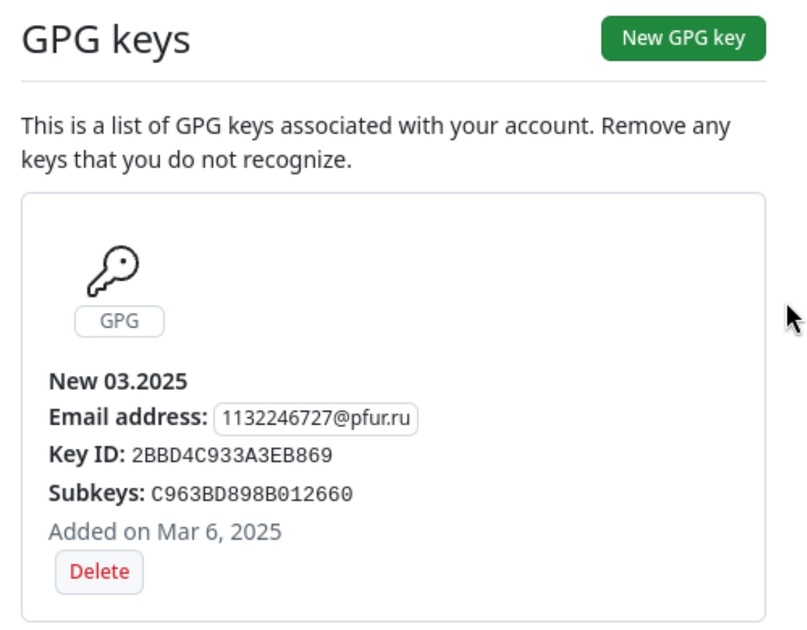 GPG keys
New GPG key
This is a list of GPG keys associated with your account. Remove any
keys that you do not recognize.
GPG
New 03.2025
Email address: 1132246727@pfur.ru
Key ID: 2BBD4C933A3EB869
Subkeys: C963BD898B012660
Added on Mar 6, 2025
Delete